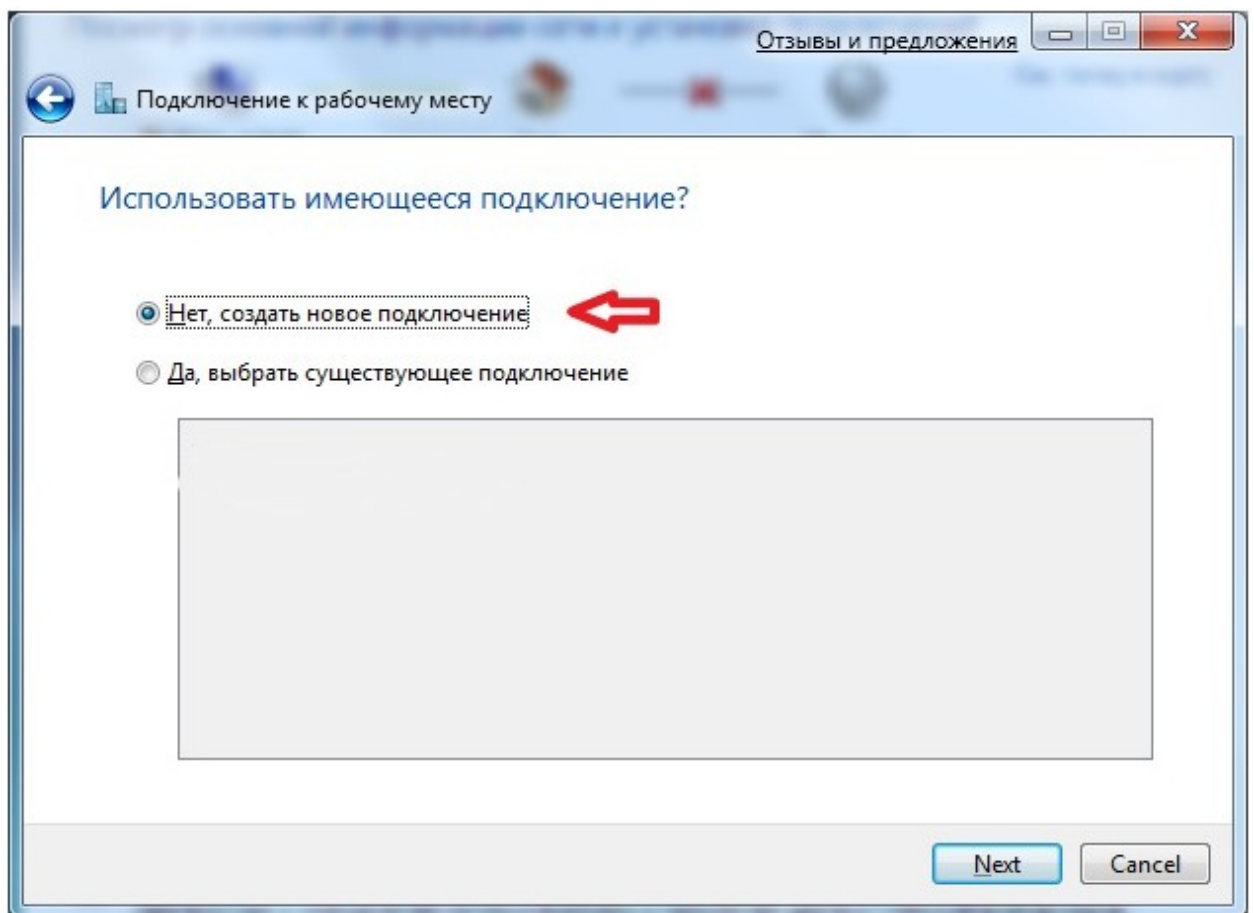 Отзывы и предложения
Подключение к рабочему месту
Использовать имеющееся подключение?
Нет, создать новое подключение
Да, выбрать существующее подключение
Next
Cancel